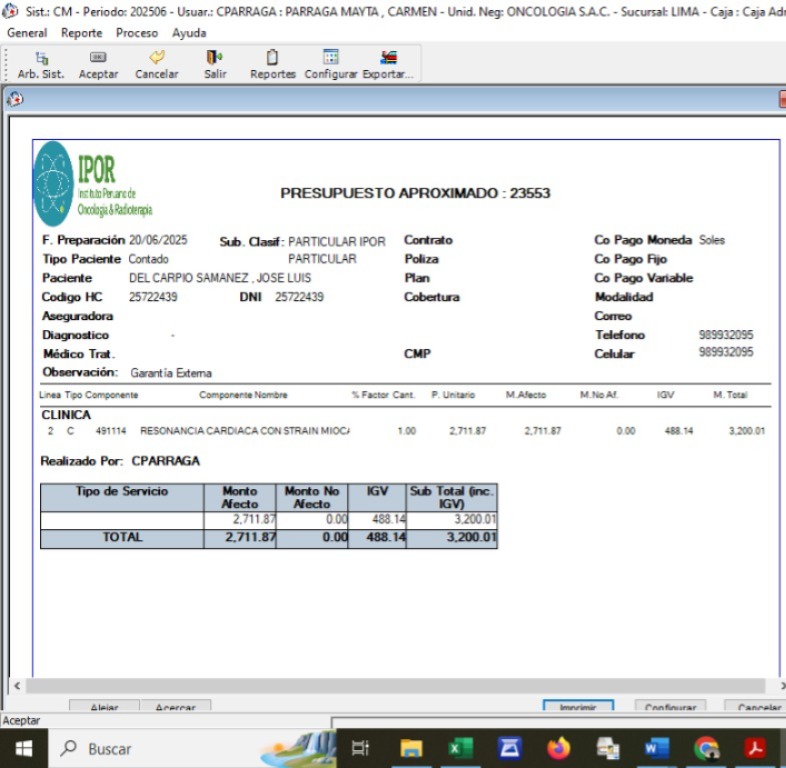 Sist.: CM - Periodo: 202506 - Usuar.: CPARRAGA : PARRAGA MAYTA , CARMEN - Unid. Neg: ONCOLOGIA S.A.C. - Sucursal: LIMA - Caja : Caja Adm
General Reporte Proceso Ayuda
Arb. Sist. Aceptar Cancelar Salir Reportes Configurar Exportar...
IPOR
Instituto Peruano de
Oncología & Radioterapia
PRESUPUESTO APROXIMADO : 23553
F. Preparación 20/06/2025 Sub. Clasif: PARTICULAR IPOR Contrato Co Pago Moneda Soles
Tipo Paciente Contado PARTICULAR Poliza Co Pago Fijo
Paciente DEL CARPIO SAMANEZ , JOSE LUIS Plan Co Pago Variable
Codigo HC 25722439 DNI 25722439 Cobertura Modalidad
Aseguradora Correo
Diagnostico - Telefono 989932095
Médico Trat. CMP Celular 989932095
Observación: Garantía Externa
Linea Tipo Componente Componente Nombre % Factor Cant. P. Unitario M.Afecto M.No Af. IGV M. Total
CLINICA
2 C 491114 RESONANCIA CARDIACA CON STRAIN MIOCA 1.00 2,711.87 2,711.87 0.00 488.14 3,200.01
Realizado Por: CPARRAGA
Tipo de Servicio Monto Afecto Monto No Afecto IGV Sub Total (inc. IGV)
2,711.87 0.00 488.14 3,200.01
TOTAL 2,711.87 0.00 488.14 3,200.01
Alejar Acercar Imprimir Configurar Cancelar
Aceptar
Buscar